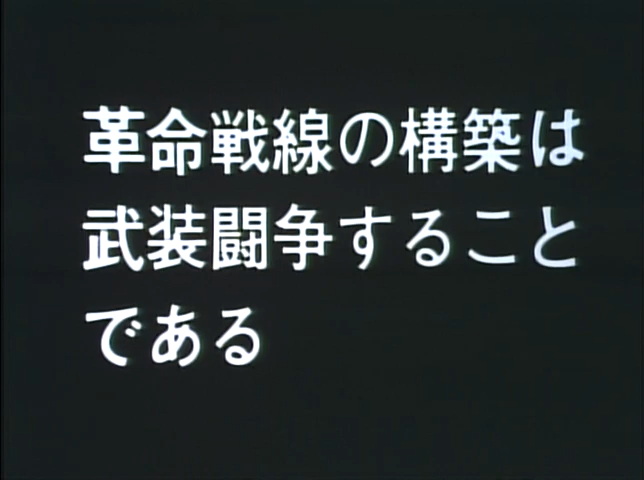 革命戦線の構築は
武装闘争すること
である